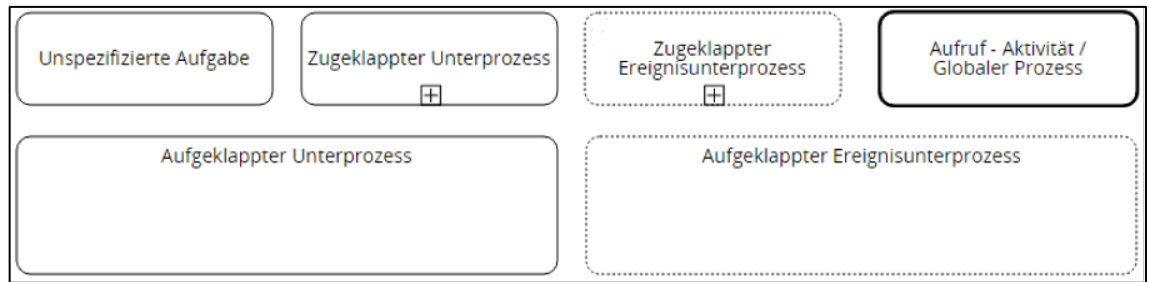 Unspezifizierte Aufgabe
Zugeklappter Unterprozess
Zugeklappter
Ereignisunterprozess
Aufruf - Aktivität /
Globaler Prozess
Aufgeklappter Unterprozess
Aufgeklappter Ereignisunterprozess